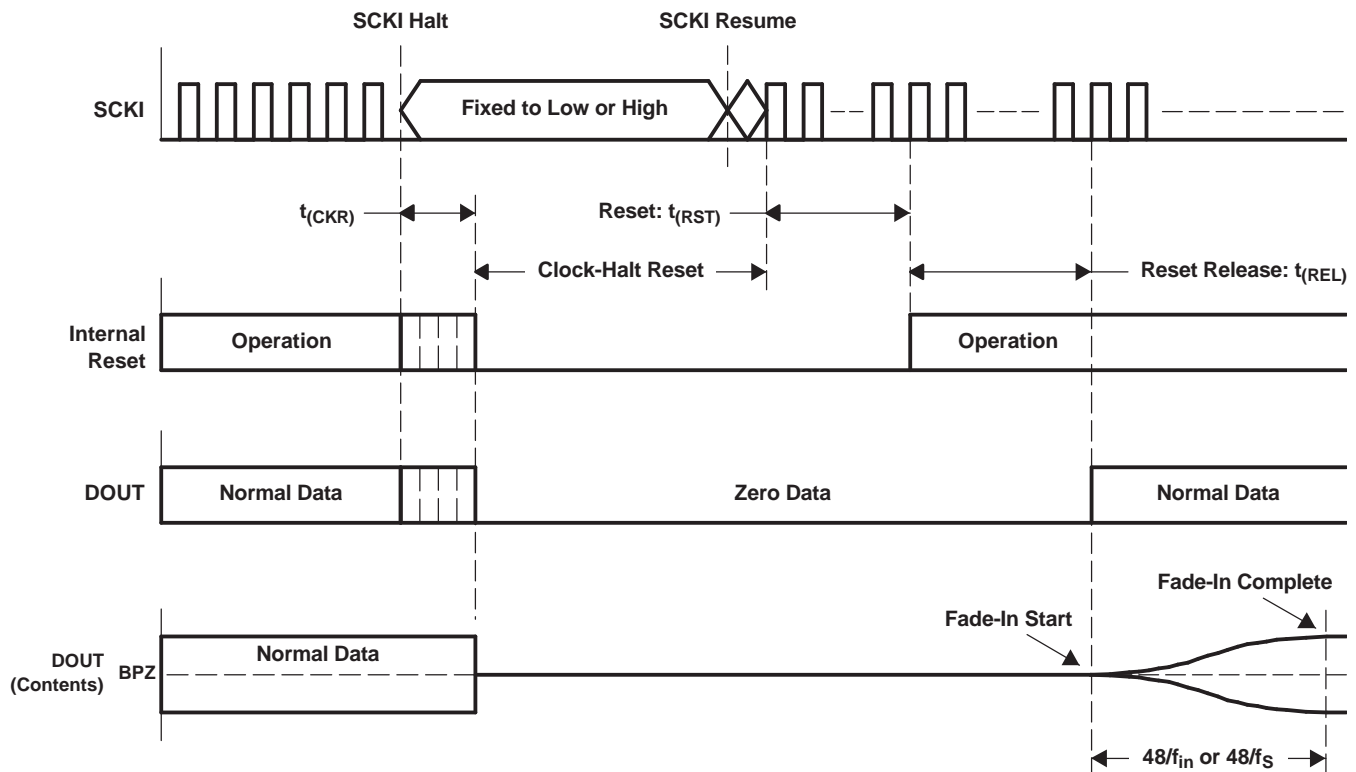 SCKI Halt
SCKI Resume
SCKI
Fixed to Low or High
t(CKR)
Reset: t(RST)
Clock-Halt Reset
Reset Release: t(REL)
Internal
Reset
Operation
Operation
DOUT
Normal Data
Zero Data
Normal Data
Fade-In Complete
Fade-In Start
DOUT
(Contents)
BPZ
Normal Data
48/fin or 48/fS